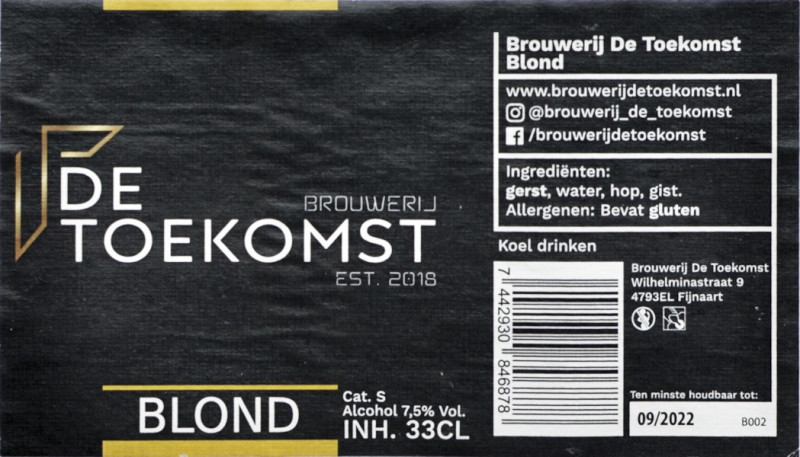 DE
BROUWERIJ
TOEKOMST
EST. 2018
BLOND
Cat. S
Alcohol 7,5% Vol.
INH. 33CL
Brouwerij De Toekomst
Blond
www.brouwerijdetoekomst.nl
@brouwerij_de_toekomst
/brouwerijdetoekomst
Ingrediënten:
gerst, water, hop, gist.
Allergenen: Bevat gluten
Koel drinken
7 442930 846878
Brouwerij De Toekomst
Wilhelminastraat 9
4793EL Fijnaart
Ten minste houdbaar tot:
09/2022
B002